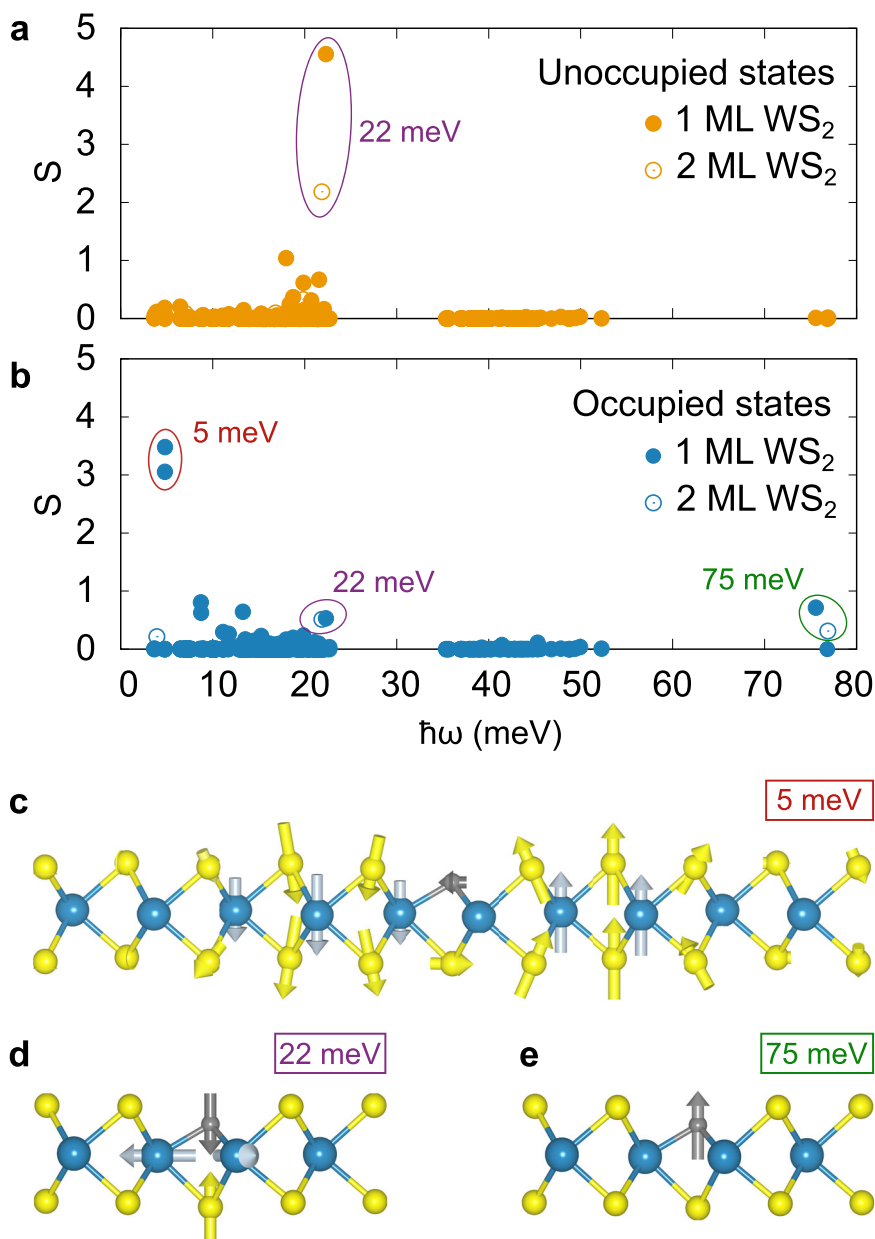 a
5
4
3
2
1
0
S
Unoccupied states
1 ML WS₂
2 ML WS₂
22 meV
b
5
4
3
2
1
0
S
Occupied states
1 ML WS₂
2 ML WS₂
5 meV
22 meV
75 meV
0 10 20 30 40 50 60 70 80
ħω (meV)
c
5 meV
d
22 meV
e
75 meV